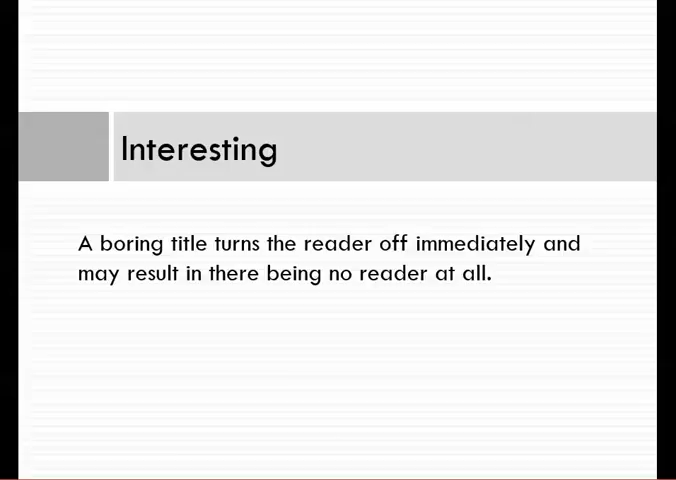 Interesting
A boring title turns the reader off immediately and
may result in there being no reader at all.